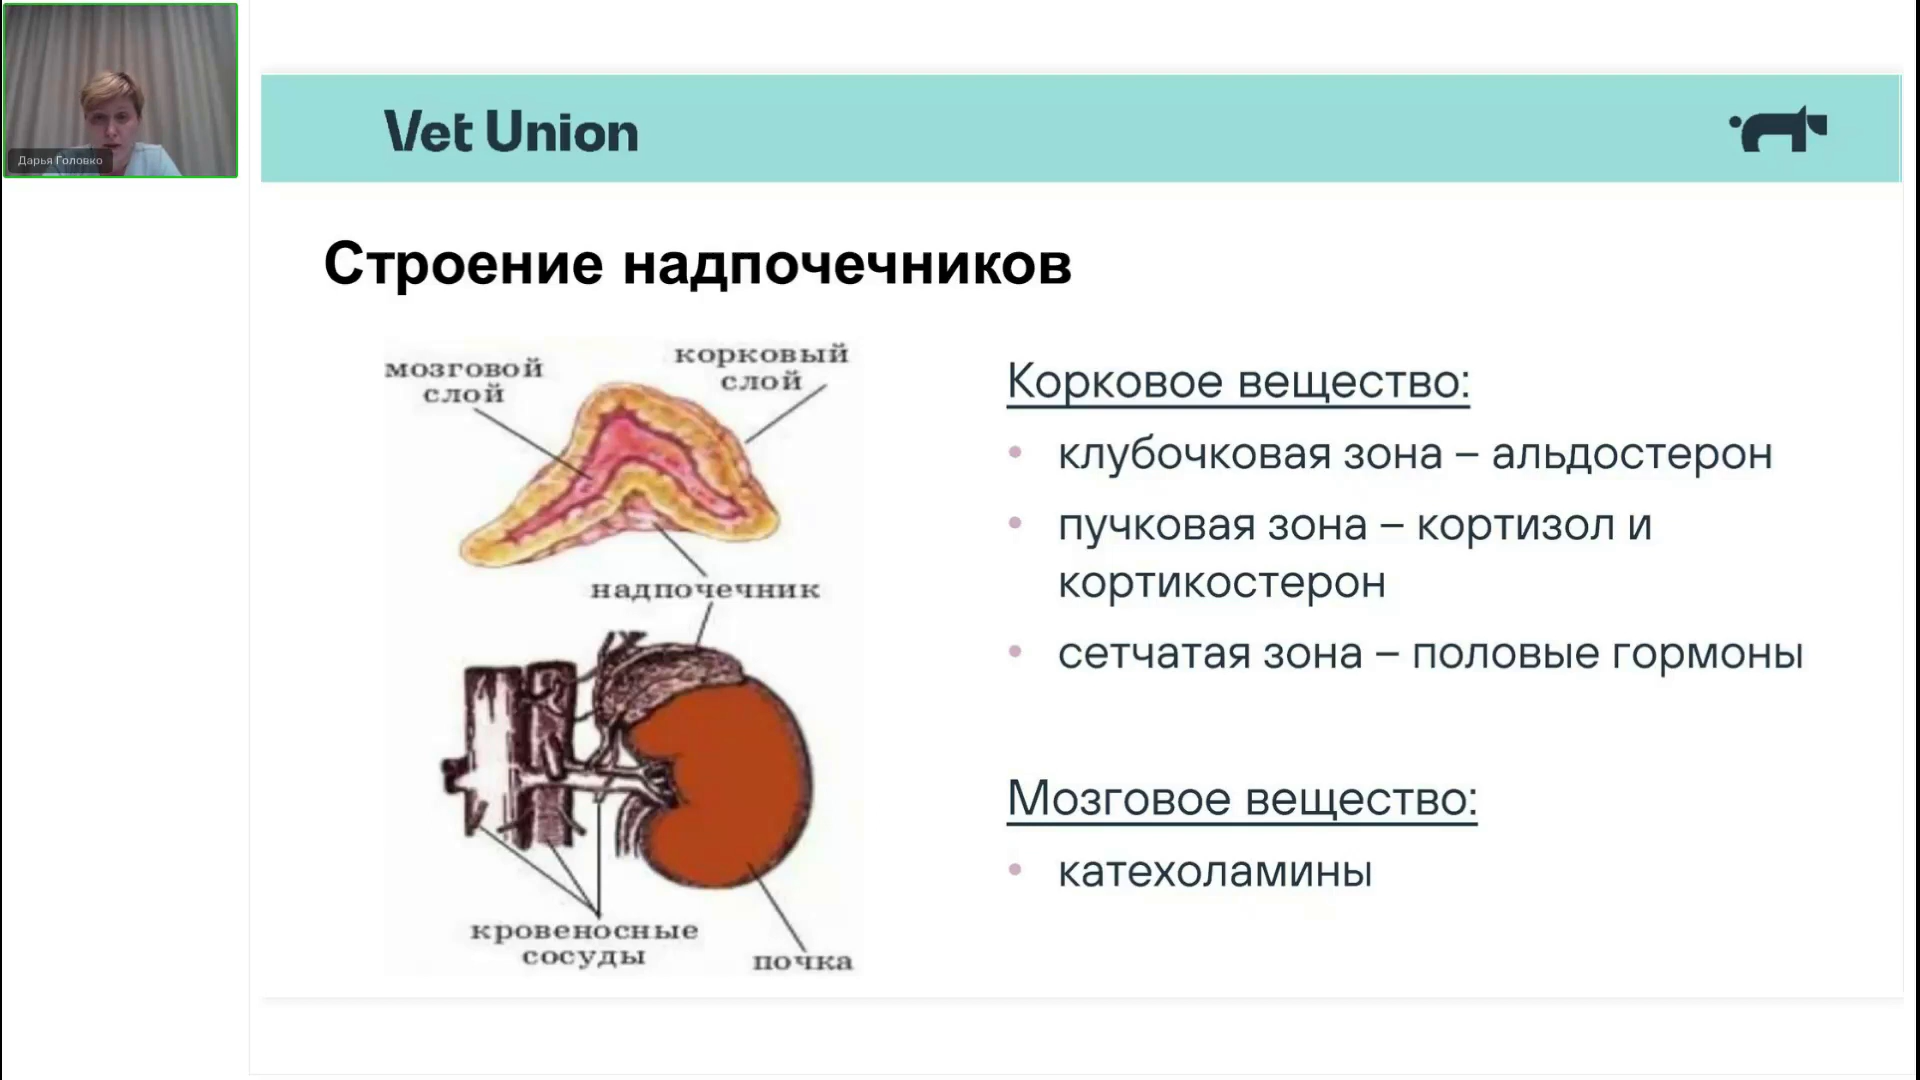 Дарья Головко
Vet Union
Строение надпочечников
мозговой
слой
корковый
слой
надпочечник
кровеносные
сосуды
почка
Корковое вещество:
• клубочковая зона – альдостерон
• пучковая зона – кортизол и
кортикостерон
• сетчатая зона – половые гормоны
Мозговое вещество:
• катехоламины